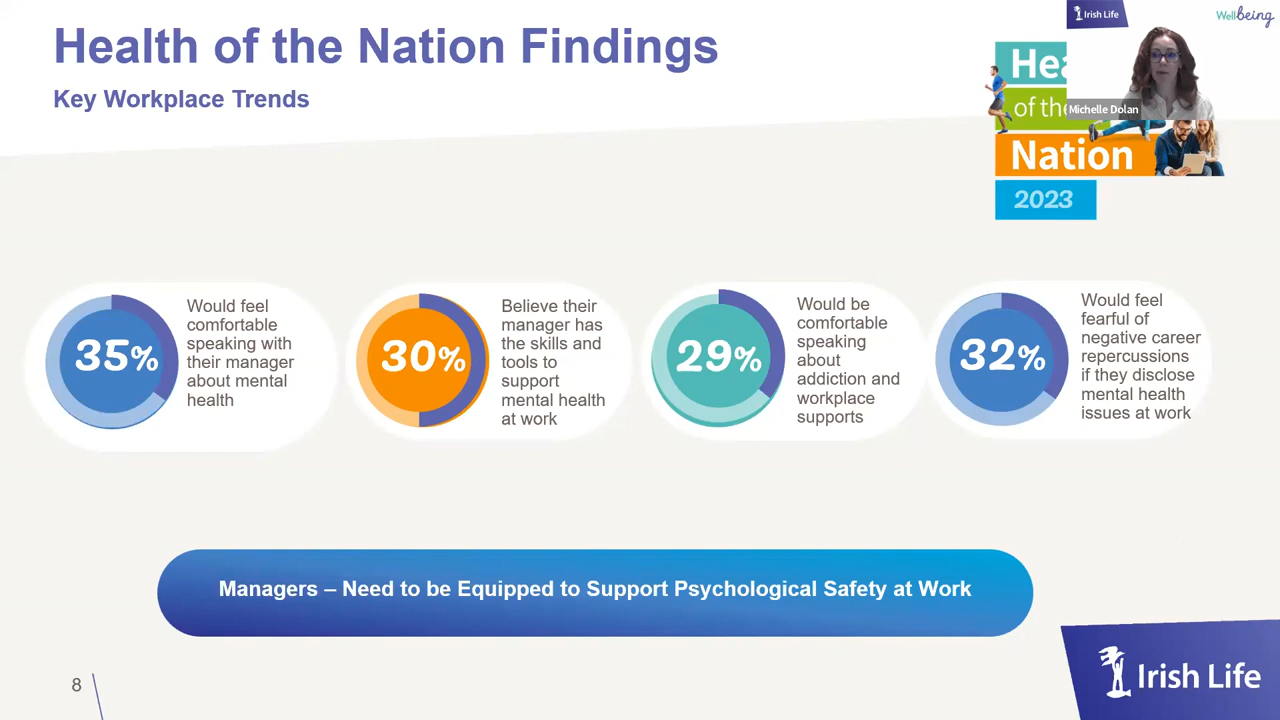 Health of the Nation Findings
Key Workplace Trends
Irish Life
Wellbeing
Michelle Dolan
of the
Nation
2023
35%
Would feel
comfortable
speaking with
their manager
about mental
health
30%
Believe their
manager has
the skills and
tools to
support
mental health
at work
29%
Would be
comfortable
speaking
about
addiction and
workplace
supports
32%
Would feel
fearful of
negative career
repercussions
if they disclose
mental health
issues at work
Managers – Need to be Equipped to Support Psychological Safety at Work
8
Irish Life